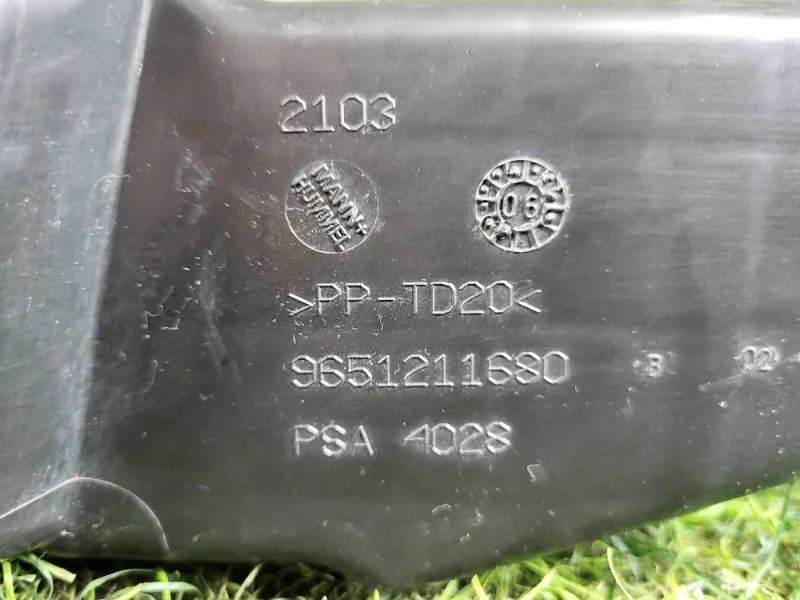 2103
MANN+
HUMMEL
06
>PP-TD20<
9651211680 B 02
PSA 4028